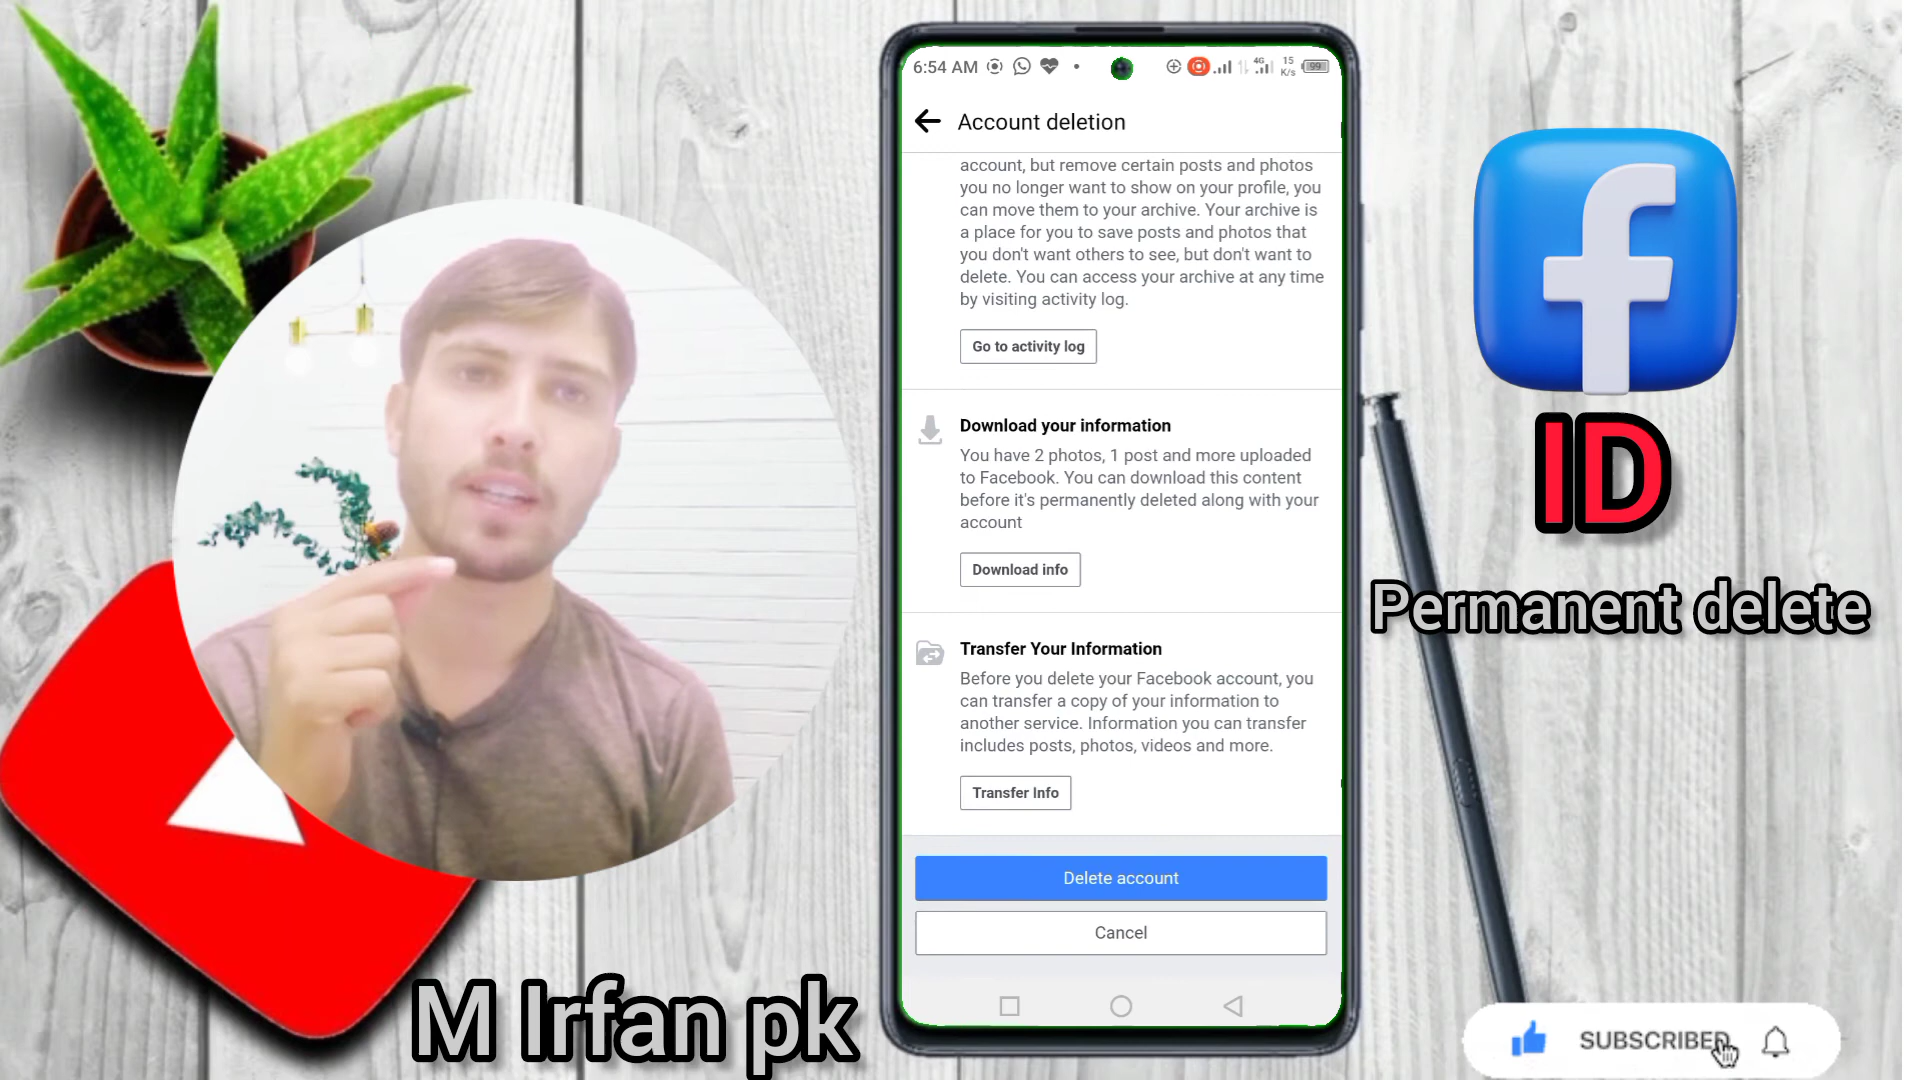 6:54 AM
4G
15
K/s
99
Account deletion
account, but remove certain posts and photos
you no longer want to show on your profile, you
can move them to your archive. Your archive is
a place for you to save posts and photos that
you don't want others to see, but don't want to
delete. You can access your archive at any time
by visiting activity log.
Go to activity log
Download your information
You have 2 photos, 1 post and more uploaded
to Facebook. You can download this content
before it's permanently deleted along with your
account
Download info
Transfer Your Information
Before you delete your Facebook account, you
can transfer a copy of your information to
another service. Information you can transfer
includes posts, photos, videos and more.
Transfer Info
Delete account
Cancel
f
ID
Permanent delete
M Irfan pk
SUBSCRIBED